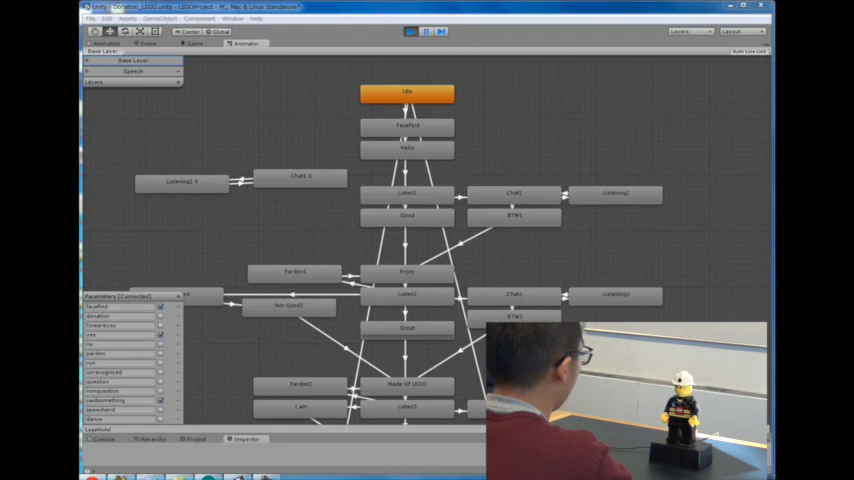 Unity - Donation_LEGO.unity - LEGOProject - PC, Mac & Linux Standalone*
File Edit Assets GameObject Component Window Help
Center Global Layers Layout
Animation Scene Game Animator
Base Layer Auto Live Link
Base Layer
Speech
Layers
Idle
FaceFind
Hello
Listening1 0 Chat1 0
Listen1 Chat1 Listening1
Good BTW1
Pardon1 Enjoy
Listen2 Chat2 Listening2
Not Good2 BTW2
Great
Pardon2 Made Of LEGO
I am Listen3
Parameters [Connected]
facefind
donation
howareyou
yes
no
pardon
run
unrecognized
question
nonquestion
saidsomething
speechend
dance
Console Hierarchy Project Inspector